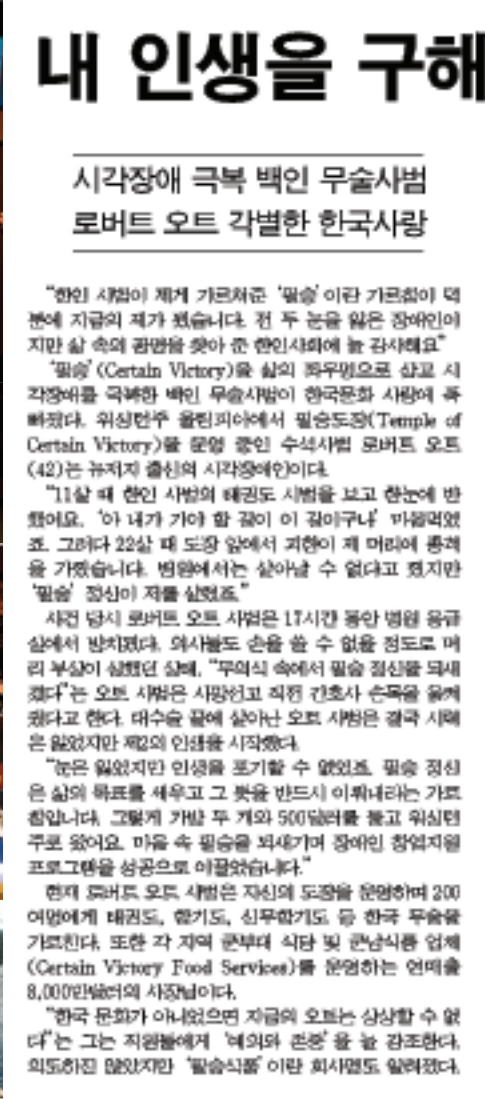 내 인생을 구해
시각장애 극복 백인 무술사범
로버트 오트 각별한 한국사랑
“한인 사범이 제게 가르쳐준 ‘필승’이란 가르침이 덕
분에 지금의 제가 됐습니다. 전 두 눈을 잃은 장애인이
지만 삶 속의 광명을 찾아 준 한인사회에 늘 감사해요”
‘필승’(Certain Victory)을 삶의 좌우명으로 삼고 시
각장애를 극복한 백인 무술사범이 한국문화 사랑에 푹
빠졌다. 워싱턴주 올림피아에서 필승도장(Temple of
Certain Victory)을 운영 중인 수석사범 로버트 오트
(42)는 뉴저지 출신의 시각장애인이다.
“11살 때 한인 사범의 태권도 시범을 보고 한눈에 반
했어요. ‘아 내가 가야 할 길이 이 길이구나’ 마음먹었
죠. 그러다 22살 때 도장 앞에서 괴한이 제 머리에 총격
을 가했습니다. 병원에서는 살아날 수 없다고 했지만
‘필승’ 정신이 저를 살렸죠.”
사건 당시 로버트 오트 사범은 17시간 동안 병원 응급
실에서 방치됐다. 의사들도 손을 쓸 수 없을 정도로 머
리 부상이 심했던 상태. “무의식 속에서 필승 정신을 되새
겼다”는 오트 사범은 사망선고 직전 간호사 손목을 움켜
줬다고 한다. 대수술 끝에 살아난 오트 사범은 결국 시력
은 잃었지만 제2의 인생을 시작했다.
“눈은 잃었지만 인생을 포기할 수 없었죠. 필승 정신
은 삶의 목표를 세우고 그 뜻을 반드시 이뤄내라는 가르
침입니다. 그렇게 가방 두 개와 500달러를 들고 워싱턴
주로 왔어요. 마음 속 필승을 되새기며 장애인 창업지원
프로그램을 성공으로 이끌었습니다.”
현재 로버트 오트 사범은 자신의 도장을 운영하며 200
여명에게 태권도, 합기도, 신무합기도 등 한국 무술을
가르친다. 또한 각 지역 군부대 식당 및 군납식품 업체
(Certain Victory Food Services)를 운영하는 연매출
8,000만달러의 사장님이다.
“한국 문화가 아니었으면 지금의 오트는 상상할 수 없
다”는 그는 직원들에게 ‘예의와 존중’을 늘 강조한다.
의도하진 않았지만 ‘필승식품’이란 회사명도 알려졌다.